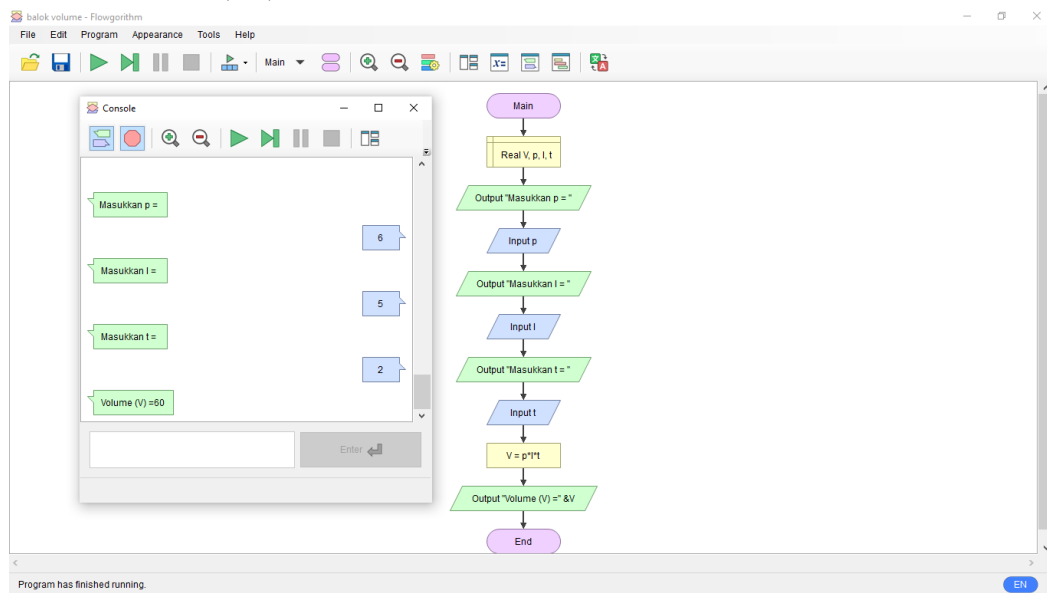 balok volume - Flowgorithm
File Edit Program Appearance Tools Help
Main
x=
Console
Masukkan p =
6
Masukkan l =
5
Masukkan t =
2
Volume (V) =60
Enter
Main
Real V, p, l, t
Output "Masukkan p = "
Input p
Output "Masukkan l = "
Input l
Output "Masukkan t = "
Input t
V = p*l*t
Output "Volume (V) =" &V
End
Program has finished running.
EN